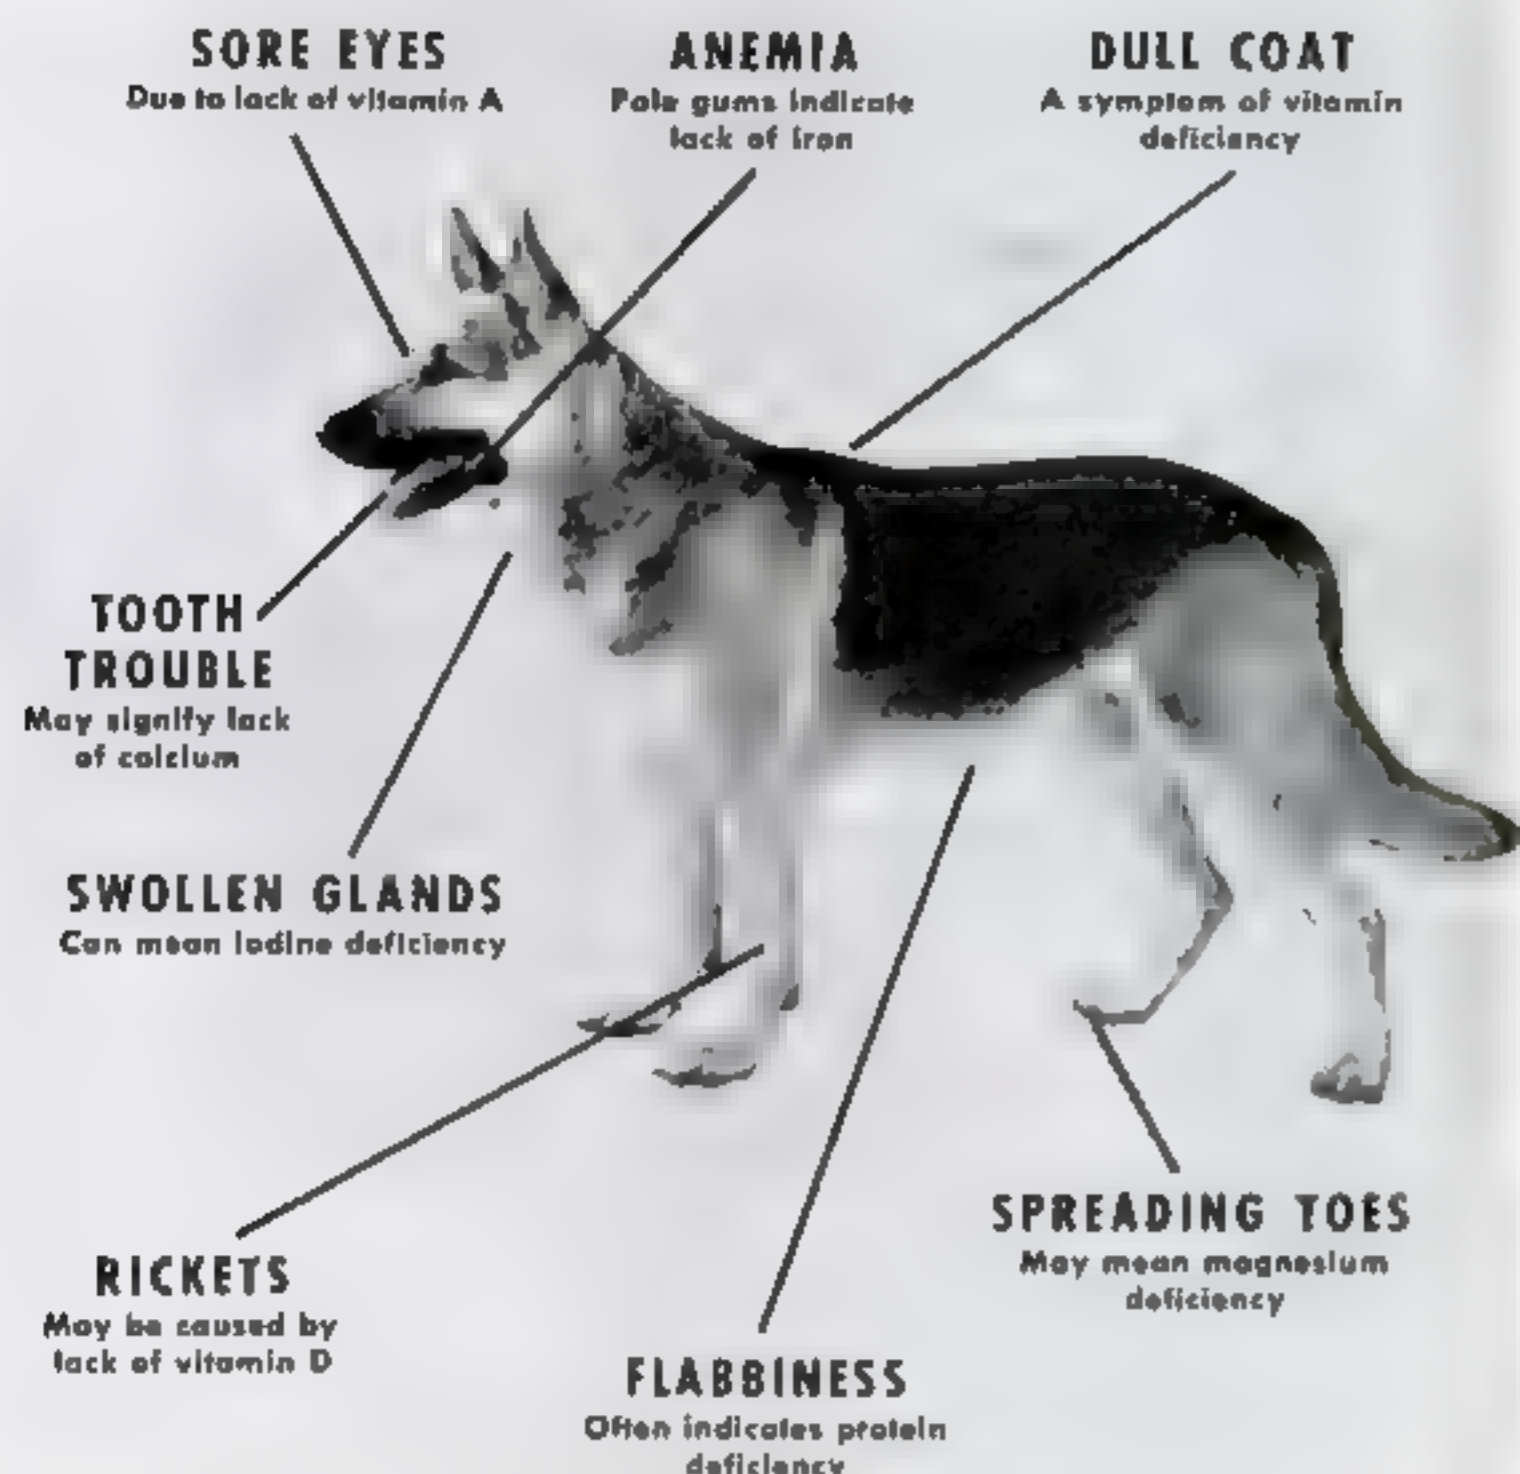 SORE EYES
Due to lack of vitamin A
ANEMIA
Pale gums indicate
lack of iron
DULL COAT
A symptom of vitamin
deficiency
TOOTH
TROUBLE
May signify lack
of calcium
SWOLLEN GLANDS
Can mean iodine deficiency
RICKETS
May be caused by
lack of vitamin D
FLABBINESS
Often indicates protein
deficiency
SPREADING TOES
May mean magnesium
deficiency